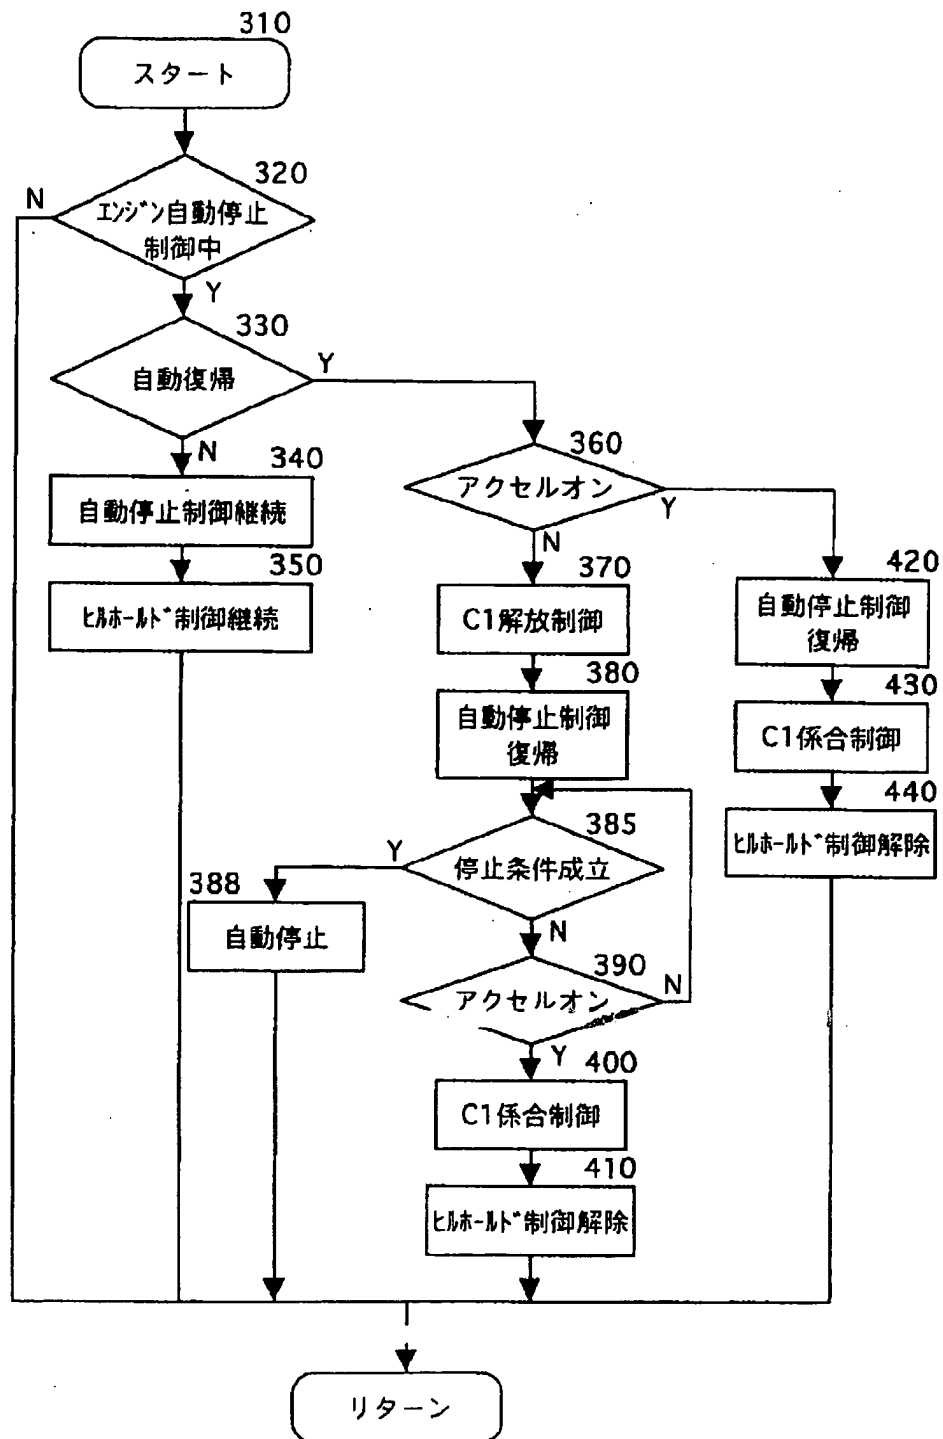 310
スタート
320
N
エンジン自動停止
制御中
Y
330
自動復帰
Y
N
340
自動停止制御継続
350
ヒルホールド制御継続
360
アクセルオン
Y
N
370
C1解放制御
380
自動停止制御
復帰
385
Y
停止条件成立
N
388
自動停止
390
アクセルオン
N
Y
400
C1係合制御
410
ヒルホールド制御解除
420
自動停止制御
復帰
430
C1係合制御
440
ヒルホールド制御解除
リターン